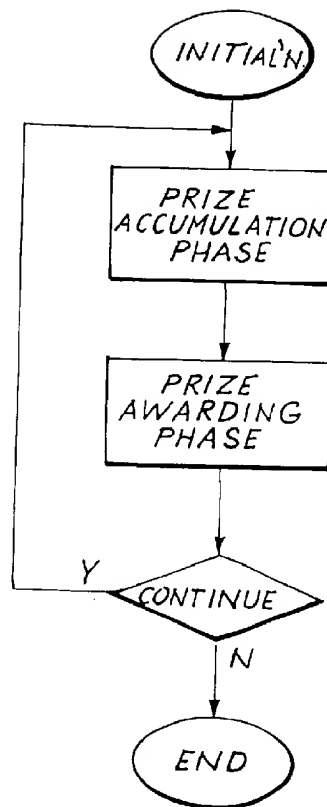 INITIAL'N.
PRIZE
ACCUMULATION
PHASE
PRIZE
AWARDING
PHASE
Y
CONTINUE
N
END